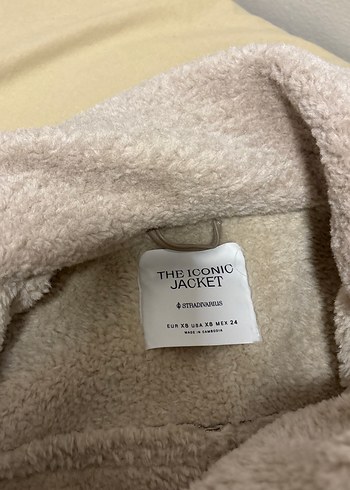 THE ICONIC
JACKET
STRADIVARIUS
EUR XS USA XS MEX 24
MADE IN CAMBODIA